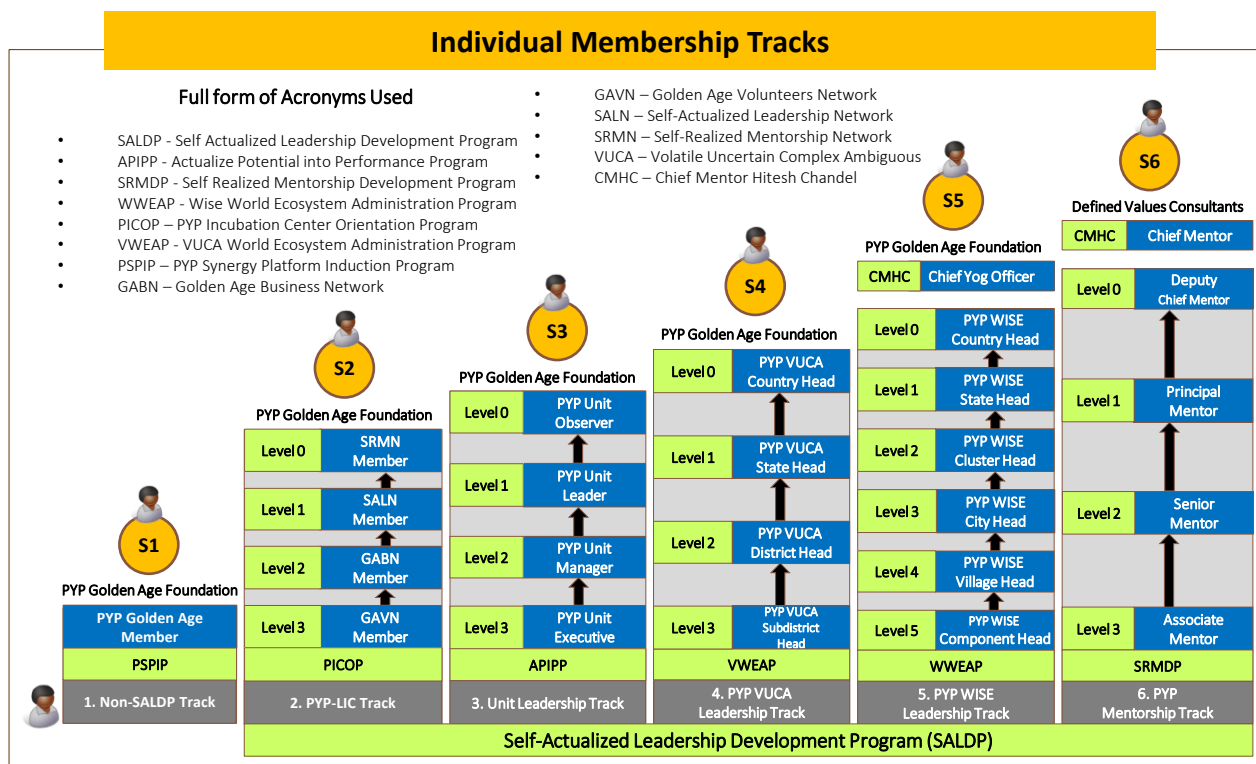 Individual Membership Tracks
Full form of Acronyms Used
• SALDP - Self Actualized Leadership Development Program
• APIPP - Actualize Potential into Performance Program
• SRMDP - Self Realized Mentorship Development Program
• WWEAP - Wise World Ecosystem Administration Program
• PICOP – PYP Incubation Center Orientation Program
• VWEAP - VUCA World Ecosystem Administration Program
• PSPIP – PYP Synergy Platform Induction Program
• GABN – Golden Age Business Network
• GAVN – Golden Age Volunteers Network
• SALN – Self-Actualized Leadership Network
• SRMN – Self-Realized Mentorship Network
• VUCA – Volatile Uncertain Complex Ambiguous
• CMHC – Chief Mentor Hitesh Chandel
S1
PYP Golden Age Foundation
PYP Golden Age
Member
PSPIP
1. Non-SALDP Track
S2
PYP Golden Age Foundation
Level 0
SRMN
Member
Level 1
SALN
Member
Level 2
GABN
Member
Level 3
GAVN
Member
PICOP
2. PYP-LIC Track
S3
PYP Golden Age Foundation
Level 0
PYP Unit
Observer
Level 1
PYP Unit
Leader
Level 2
PYP Unit
Manager
Level 3
PYP Unit
Executive
APIPP
3. Unit Leadership Track
S4
PYP Golden Age Foundation
Level 0
PYP VUCA
Country Head
Level 1
PYP VUCA
State Head
Level 2
PYP VUCA
District Head
Level 3
PYP VUCA
Subdistrict
Head
VWEAP
4. PYP VUCA
Leadership Track
S5
PYP Golden Age Foundation
CMHC
Chief Yog Officer
Level 0
PYP WISE
Country Head
Level 1
PYP WISE
State Head
Level 2
PYP WISE
Cluster Head
Level 3
PYP WISE
City Head
Level 4
PYP WISE
Village Head
Level 5
PYP WISE
Component Head
WWEAP
5. PYP WISE
Leadership Track
S6
Defined Values Consultants
CMHC
Chief Mentor
Level 0
Deputy
Chief Mentor
Level 1
Principal
Mentor
Level 2
Senior
Mentor
Level 3
Associate
Mentor
SRMDP
6. PYP
Mentorship Track
Self-Actualized Leadership Development Program (SALDP)